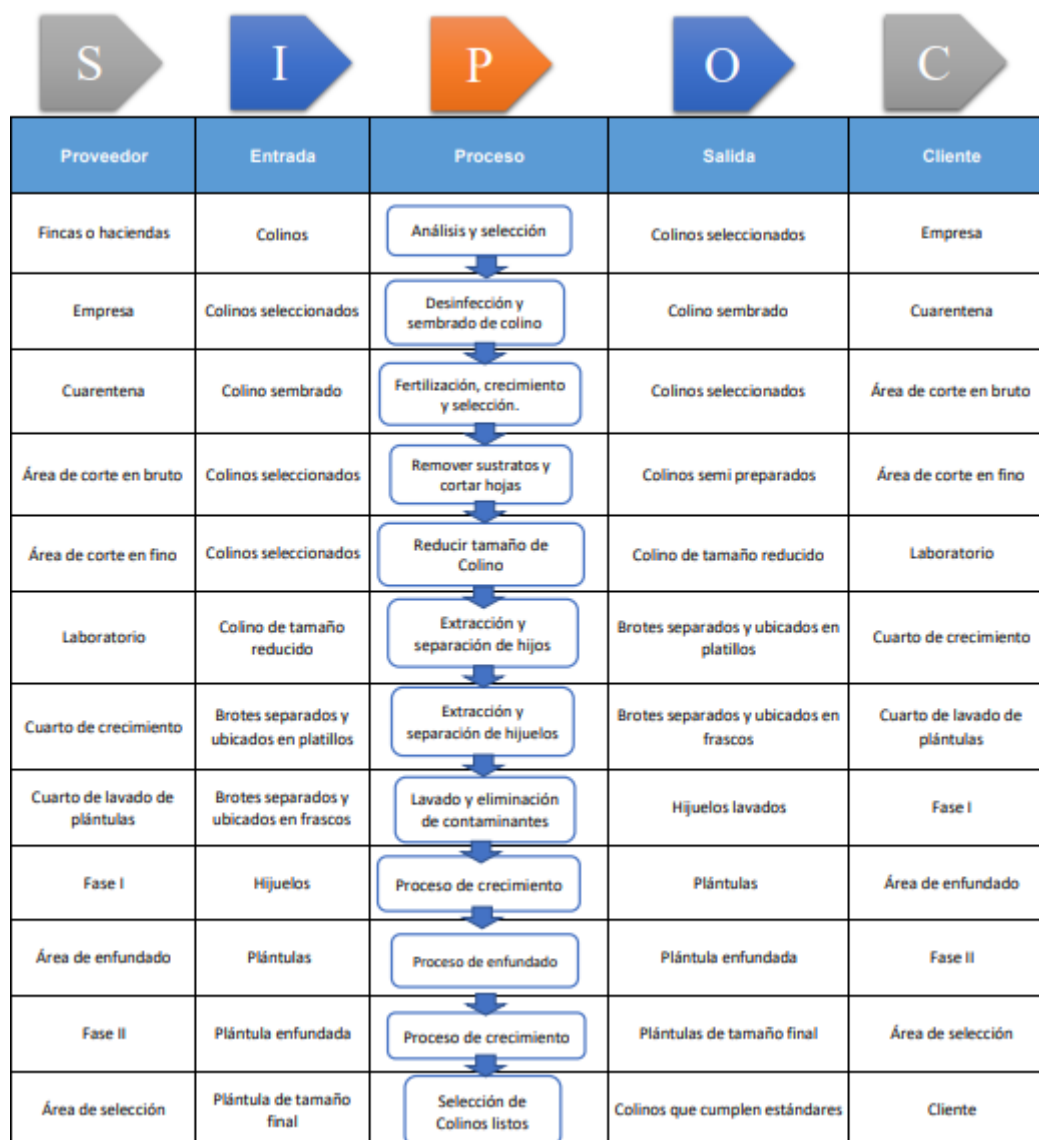 S I P O C
Proveedor Entrada Proceso Salida Cliente
Fincas o haciendas Colinos Análisis y selección Colinos seleccionados Empresa
Empresa Colinos seleccionados Desinfección y
sembrado de colino Colino sembrado Cuarentena
Cuarentena Colino sembrado Fertilización, crecimiento
y selección. Colinos seleccionados Área de corte en bruto
Área de corte en bruto Colinos seleccionados Remover sustratos y
cortar hojas Colinos semi preparados Área de corte en fino
Área de corte en fino Colinos seleccionados Reducir tamaño de
Colino Colino de tamaño reducido Laboratorio
Laboratorio Colino de tamaño
reducido Extracción y
separación de hijos Brotes separados y ubicados en
platillos Cuarto de crecimiento
Cuarto de crecimiento Brotes separados y
ubicados en platillos Extracción y
separación de hijuelos Brotes separados y ubicados en
frascos Cuarto de lavado de
plántulas
Cuarto de lavado de
plántulas Brotes separados y
ubicados en frascos Lavado y eliminación
de contaminantes Hijuelos lavados Fase I
Fase I Hijuelos Proceso de crecimiento Plántulas Área de enfundado
Área de enfundado Plántulas Proceso de enfundado Plántula enfundada Fase II
Fase II Plántula enfundada Proceso de crecimiento Plántulas de tamaño final Área de selección
Área de selección Plántula de tamaño
final Selección de
Colinos listos Colinos que cumplen estándares Cliente